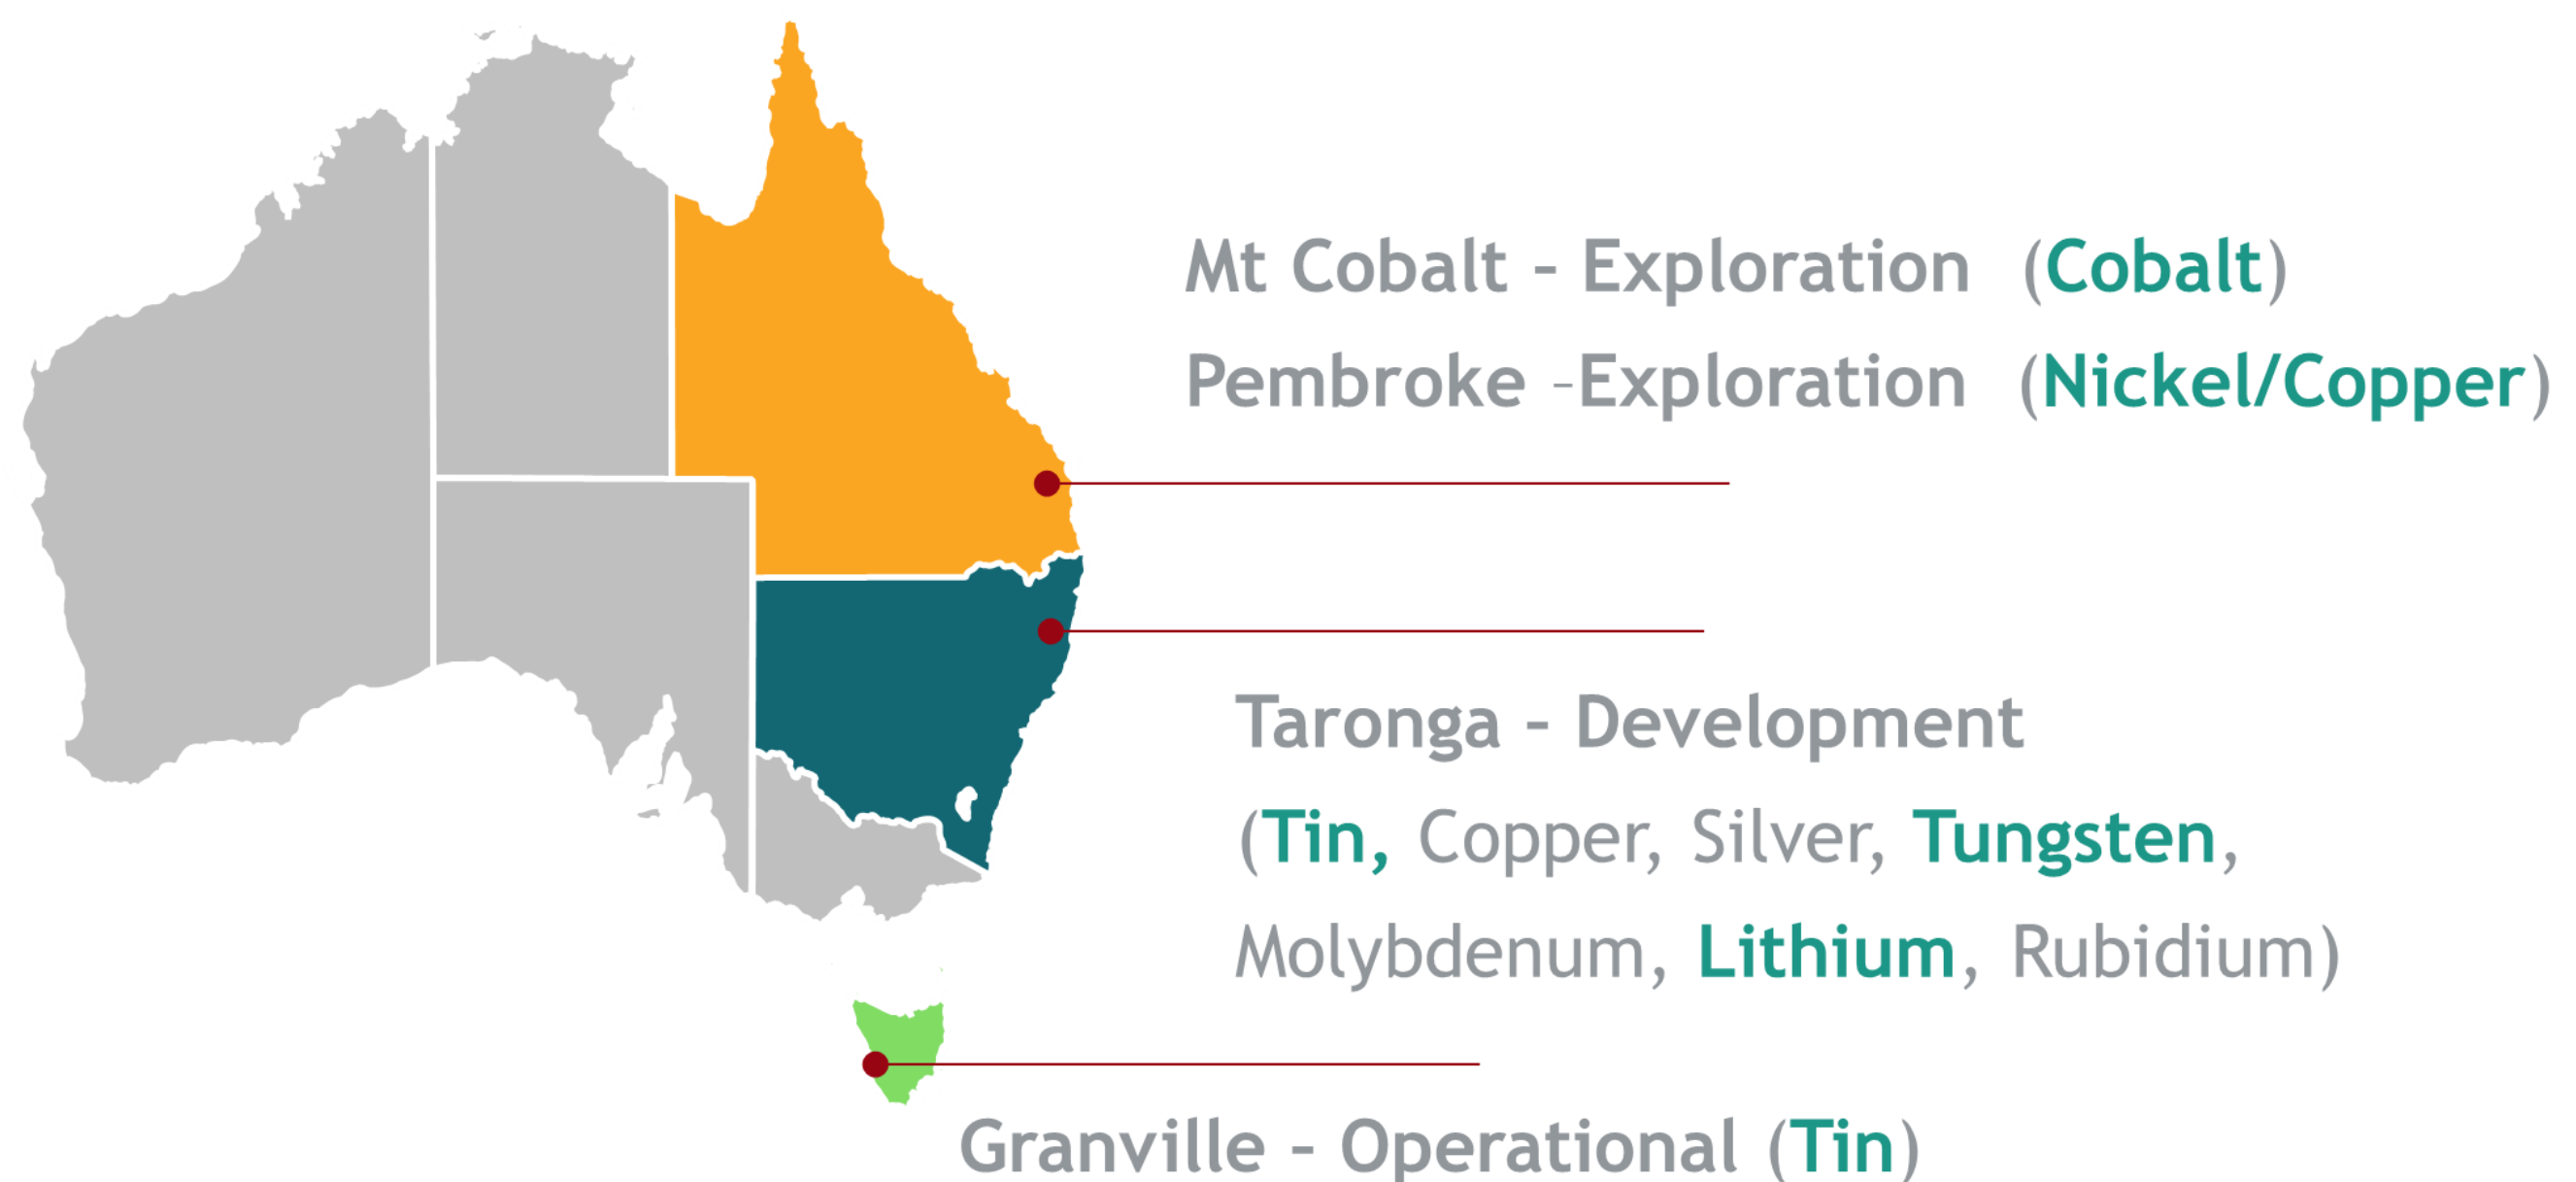 Mt Cobalt – Exploration (Cobalt)
Pembroke –Exploration (Nickel/Copper)
Taronga – Development
(Tin, Copper, Silver, Tungsten,
Molybdenum, Lithium, Rubidium)
Granville – Operational (Tin)